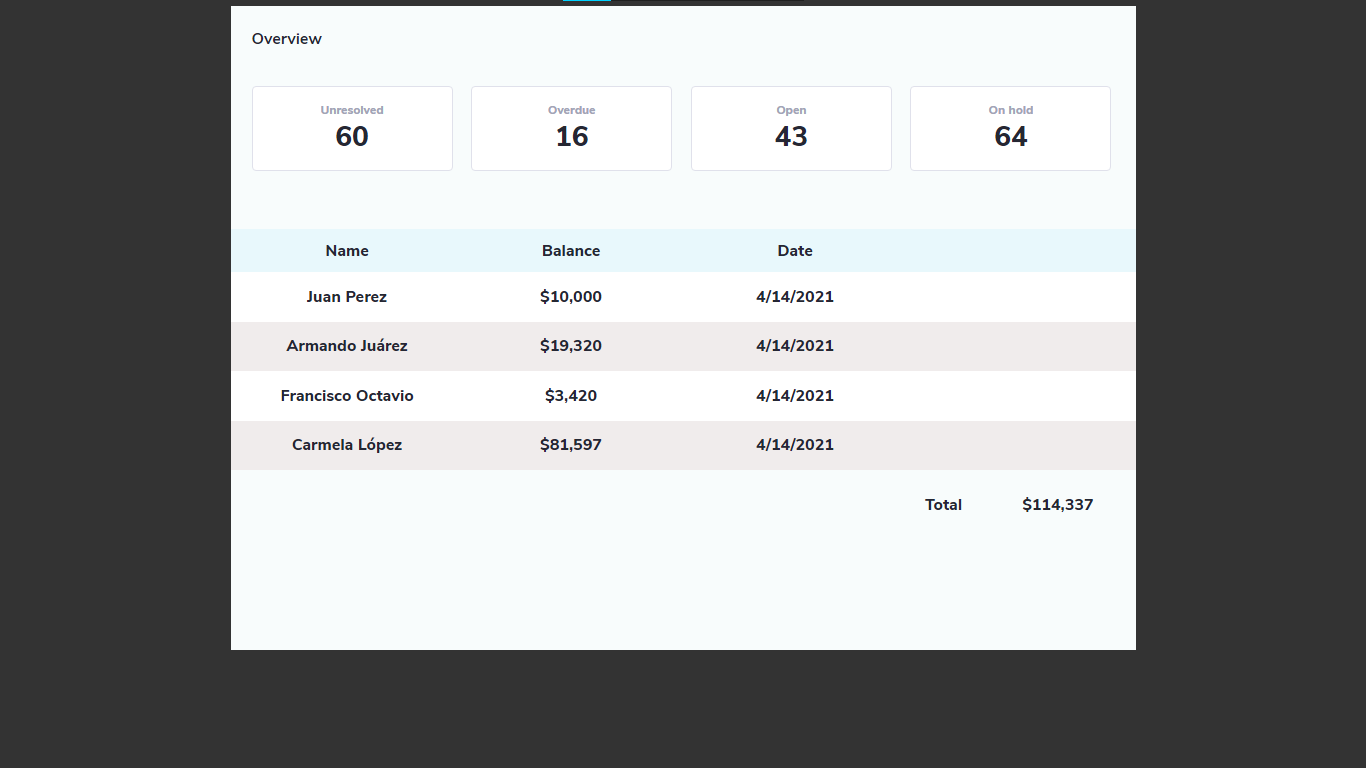 Overview
Unresolved Overdue Open On hold
60 16 43 64
Name Balance Date
Juan Perez $10,000 4/14/2021
Armando Juárez $19,320 4/14/2021
Francisco Octavio $3,420 4/14/2021
Carmela López $81,597 4/14/2021
Total $114,337